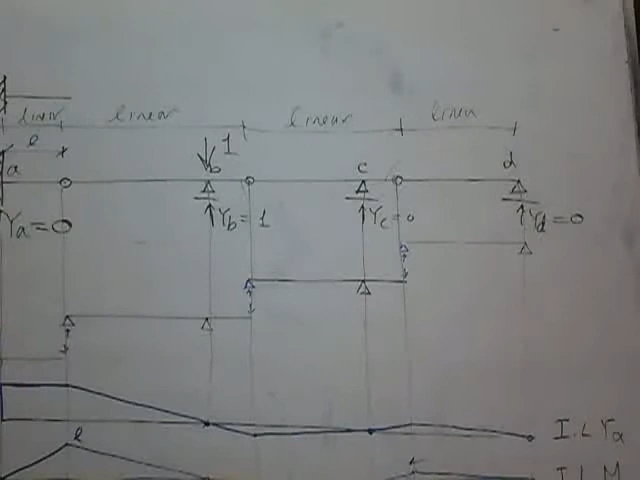 linear linear linear linear
l
1
a b c d
Ya=0 Yb=1 Yc=0 Yd=0
I.L Ya
l
I.L M